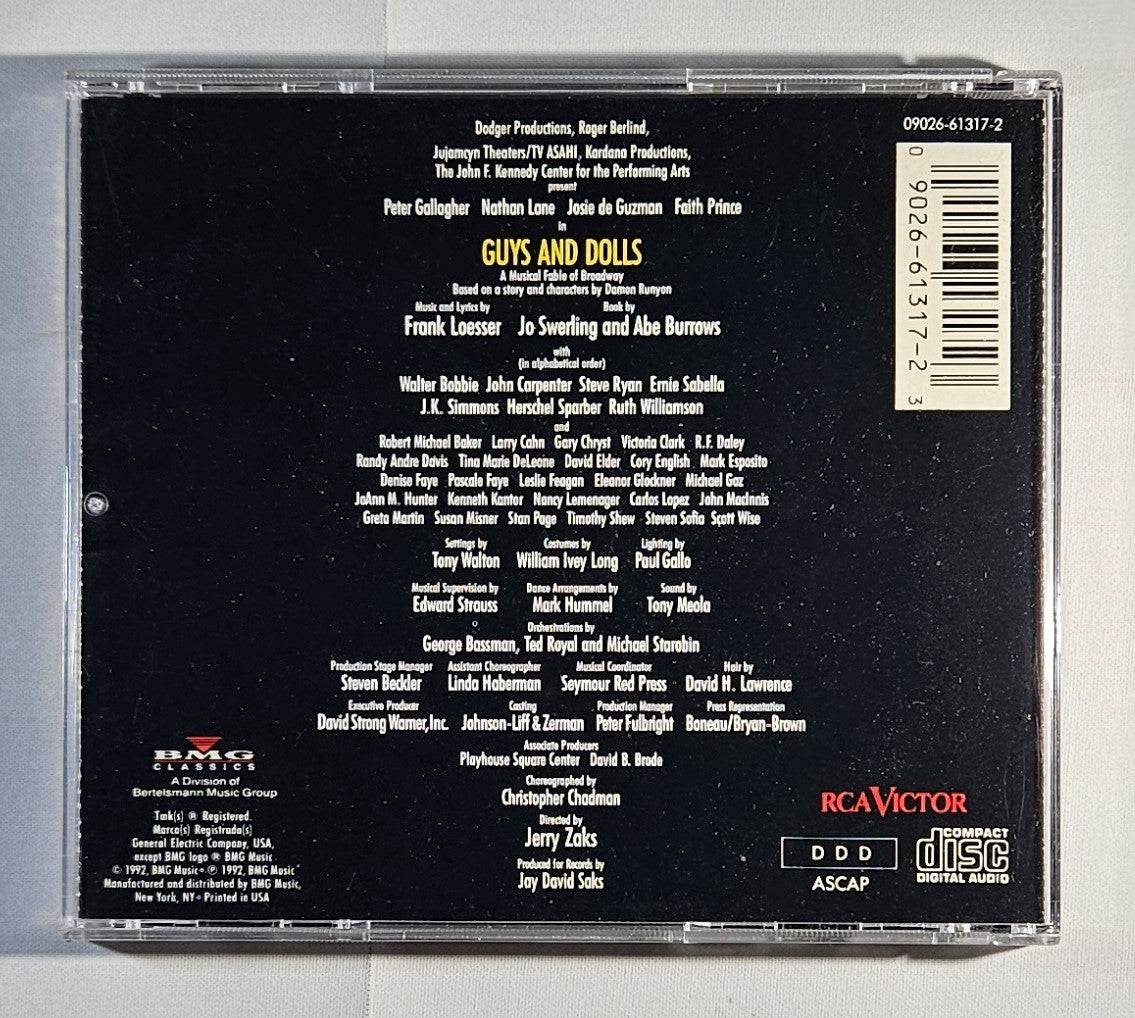 Dodger Productions, Roger Berlind,
Jujamcyn Theaters/TV ASAHI, Kardana Productions,
The John F. Kennedy Center for the Performing Arts
present
Peter Gallagher Nathan Lane Josie de Guzman Faith Prince
in
GUYS AND DOLLS
A Musical Fable of Broadway
Based on a story and characters by Damon Runyon
Music and Lyrics by Book by
Frank Loesser Jo Swerling and Abe Burrows
with
(in alphabetical order)
Walter Bobbie John Carpenter Steve Ryan Ernie Sabella
J.K. Simmons Herschel Sparber Ruth Williamson
and
Robert Michael Baker Larry Cahn Gary Chryst Victoria Clark R.F. Daley
Randy Andre Davis Tina Marie DeLeone David Elder Cory English Mark Esposito
Denise Faye Pascale Faye Leslie Feagan Eleanor Glockner Michael Goz
JoAnn M. Hunter Kenneth Kantor Nancy Lemenager Carlos Lopez John MacInnis
Greta Martin Susan Misner Stan Page Timothy Shew Steven Sofia Scott Wise
Settings by Costumes by Lighting by
Tony Walton William Ivey Long Paul Gallo
Musical Supervision by Dance Arrangements by Sound by
Edward Strauss Mark Hummel Tony Meola
Orchestrations by
George Bassman, Ted Royal and Michael Starobin
Production Stage Manager Assistant Choreographer Musical Coordinator Hair by
Steven Beckler Linda Haberman Seymour Red Press David H. Lawrence
Executive Producer Casting Production Manager Press Representation
David Strong Warner, Inc. Johnson-Liff & Zerman Peter Fulbright Boneau/Bryan-Brown
Associate Producers
Playhouse Square Center David B. Brode
Choreographed by
Christopher Chadman
Directed by
Jerry Zaks
Produced for Records by
Jay David Saks
09026-61317-2
0 9026-61317-2 3
BMG
CLASSICS
A Division of
Bertelsmann Music Group
Tmk(s) ® Registered.
Marca(s) Registrada(s)
General Electric Company, USA,
except BMG logo ® BMG Music
© 1992, BMG Music • ℗ 1992, BMG Music
Manufactured and distributed by BMG Music,
New York, NY • Printed in USA
RCA VICTOR
DDD
ASCAP
COMPACT
disc
DIGITAL AUDIO